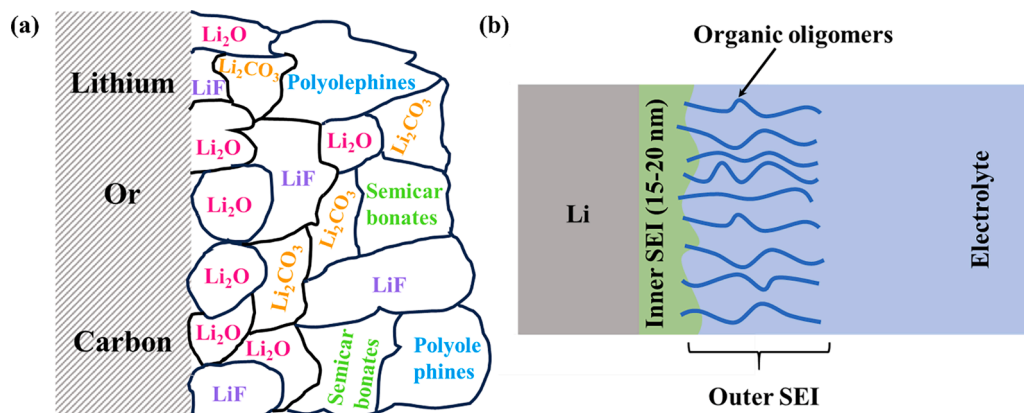 (a)
Lithium
Or
Carbon
Li₂O
Li₂CO₃
LiF
Polyolephines
Li₂O
Li₂CO₃
Li₂O
LiF
Semicar
bonates
Li₂O
Li₂CO₃
Li₂CO₃
Li₂O
LiF
Li₂O
Li₂O
Semicar
bonates
Polyole
phines
LiF
(b)
Organic oligomers
Li
Inner SEI (15-20 nm)
Electrolyte
Outer SEI